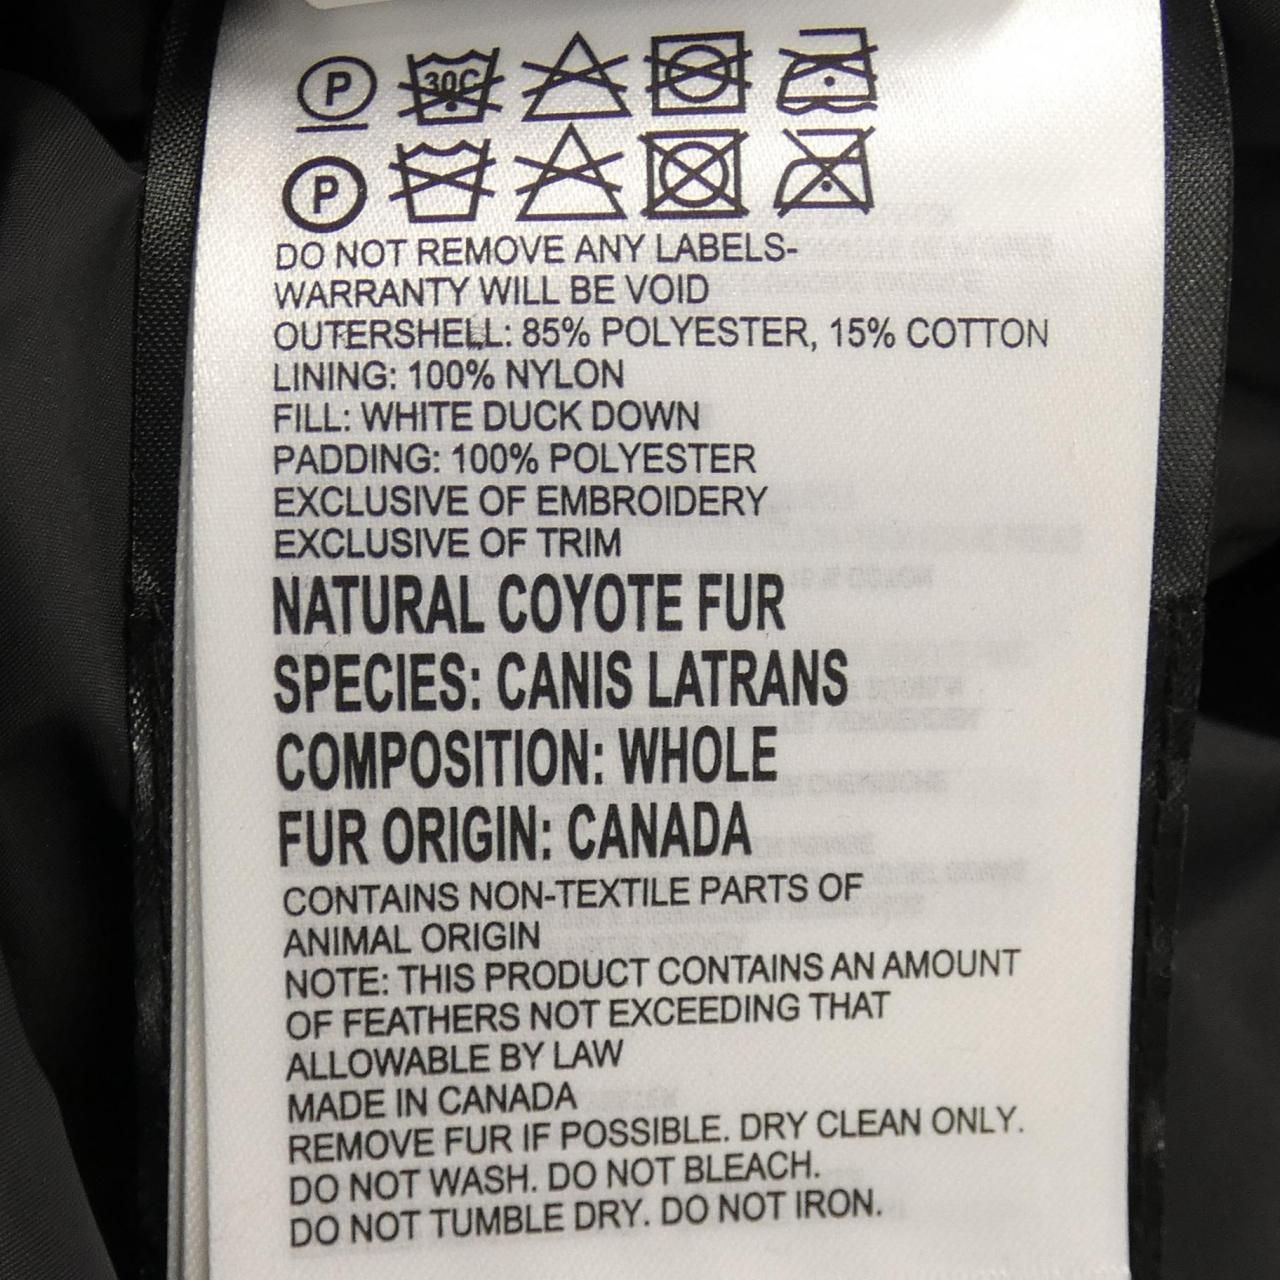 P 30C
P
DO NOT REMOVE ANY LABELS-
WARRANTY WILL BE VOID
OUTERSHELL: 85% POLYESTER, 15% COTTON
LINING: 100% NYLON
FILL: WHITE DUCK DOWN
PADDING: 100% POLYESTER
EXCLUSIVE OF EMBROIDERY
EXCLUSIVE OF TRIM
NATURAL COYOTE FUR
SPECIES: CANIS LATRANS
COMPOSITION: WHOLE
FUR ORIGIN: CANADA
CONTAINS NON-TEXTILE PARTS OF
ANIMAL ORIGIN
NOTE: THIS PRODUCT CONTAINS AN AMOUNT
OF FEATHERS NOT EXCEEDING THAT
ALLOWABLE BY LAW
MADE IN CANADA
REMOVE FUR IF POSSIBLE. DRY CLEAN ONLY.
DO NOT WASH. DO NOT BLEACH.
DO NOT TUMBLE DRY. DO NOT IRON.